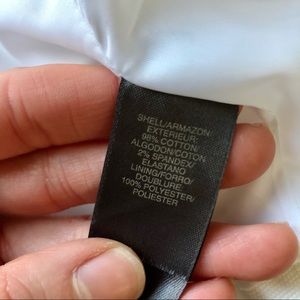 SHELL/ARMAZON/
EXTERIEUR:
98% COTTON/
ALGODON/COTON
2% SPANDEX/
ELASTANO
LINING/FORRO/
DOUBLURE
100% POLYESTER/
POLIESTER